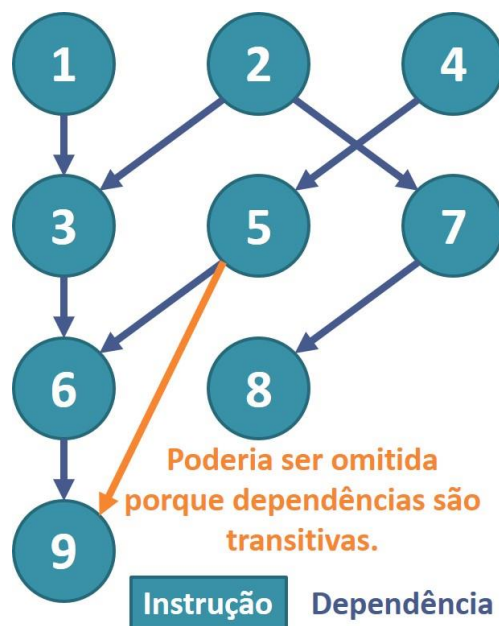 1 2 4
3 5 7
6 8
Poderia ser omitida
porque dependências são
transitivas.
9
Instrução Dependência